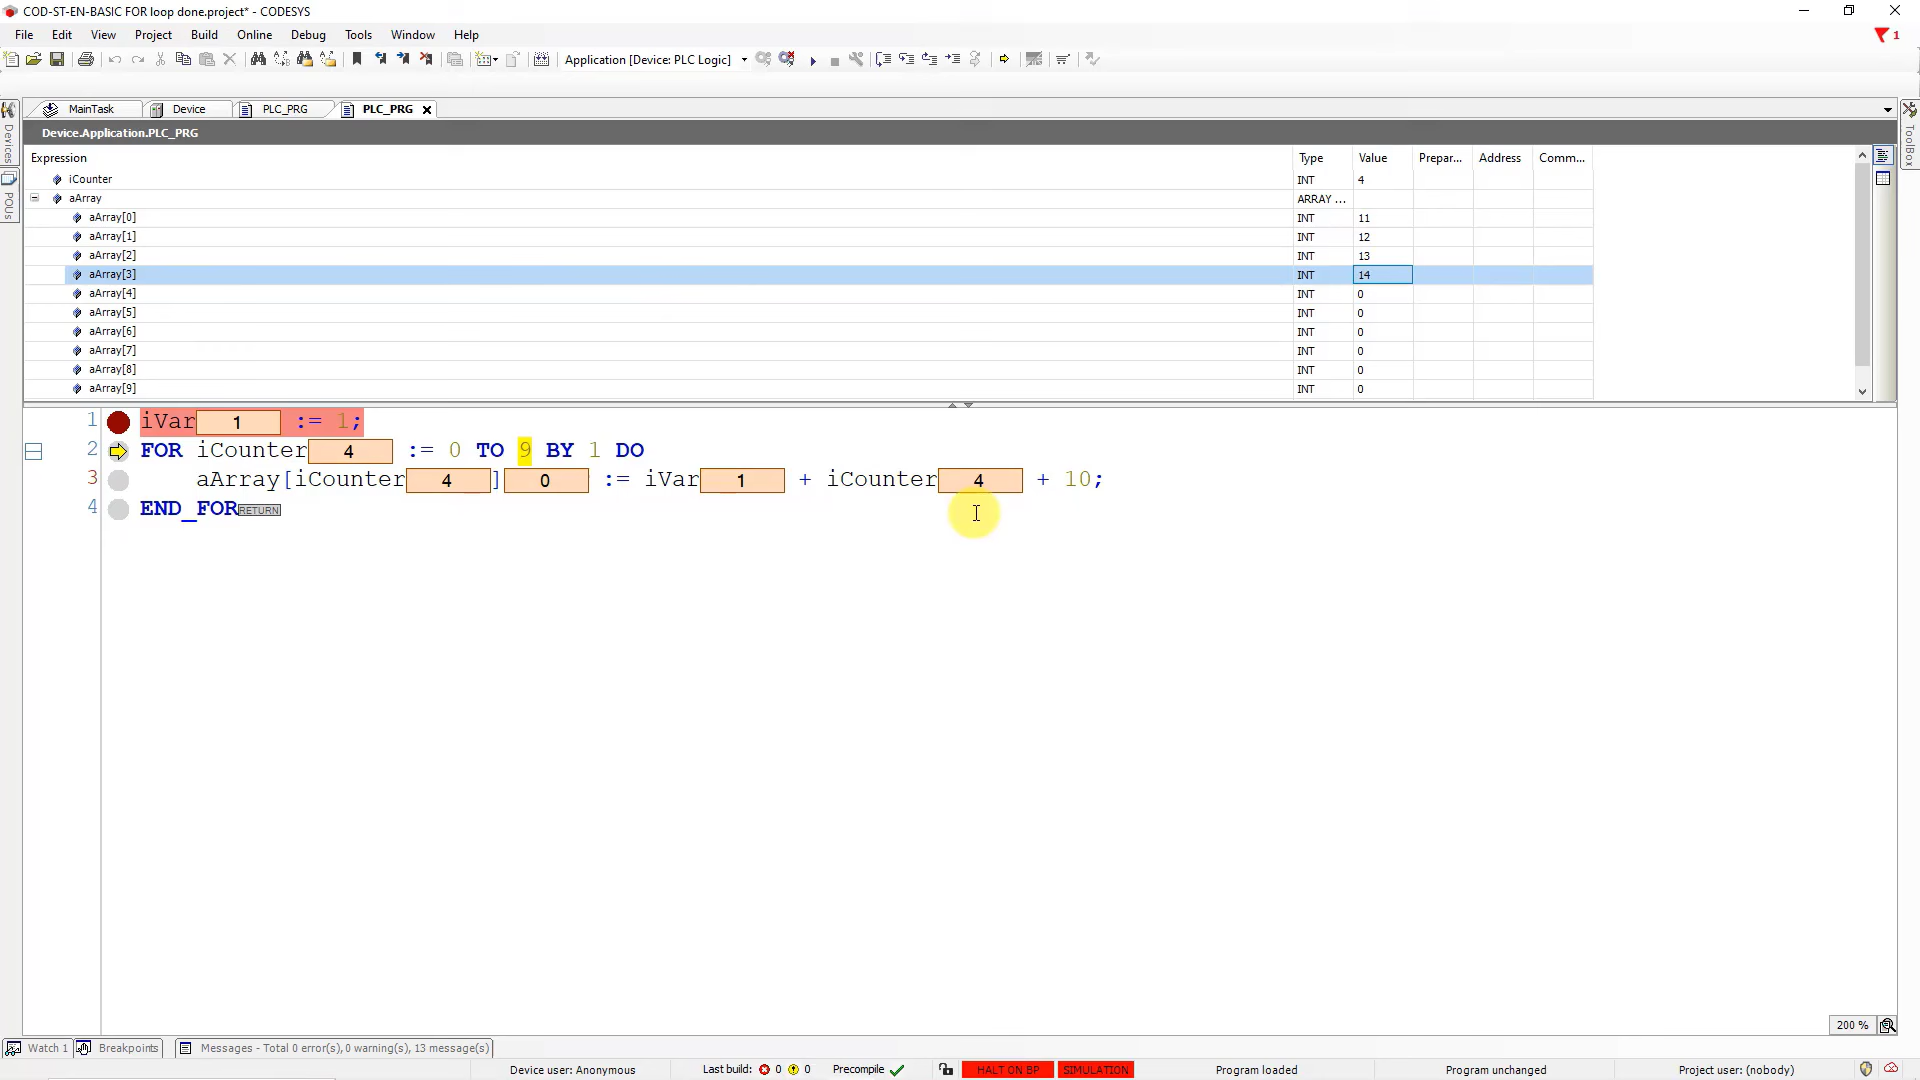 COD-ST-EN-BASIC FOR loop done.project* - CODESYS
File Edit View Project Build Online Debug Tools Window Help
1
Application [Device: PLC Logic]
MainTask Device PLC_PRG PLC_PRG
Devices
POUs
ToolBox
Device.Application.PLC_PRG
Expression Type Value Prepar... Address Comm...
iCounter INT 4
aArray ARRAY ...
aArray[0] INT 11
aArray[1] INT 12
aArray[2] INT 13
aArray[3] INT 14
aArray[4] INT 0
aArray[5] INT 0
aArray[6] INT 0
aArray[7] INT 0
aArray[8] INT 0
aArray[9] INT 0
1 iVar 1 := 1;
2 FOR iCounter 4 := 0 TO 9 BY 1 DO
3 aArray[iCounter 4 ] 0 := iVar 1 + iCounter 4 + 10;
4 END_FOR RETURN
200 %
Watch 1 Breakpoints Messages - Total 0 error(s), 0 warning(s), 13 message(s)
Device user: Anonymous Last build: 0 0 Precompile HALT ON BP SIMULATION Program loaded Program unchanged Project user: (nobody)